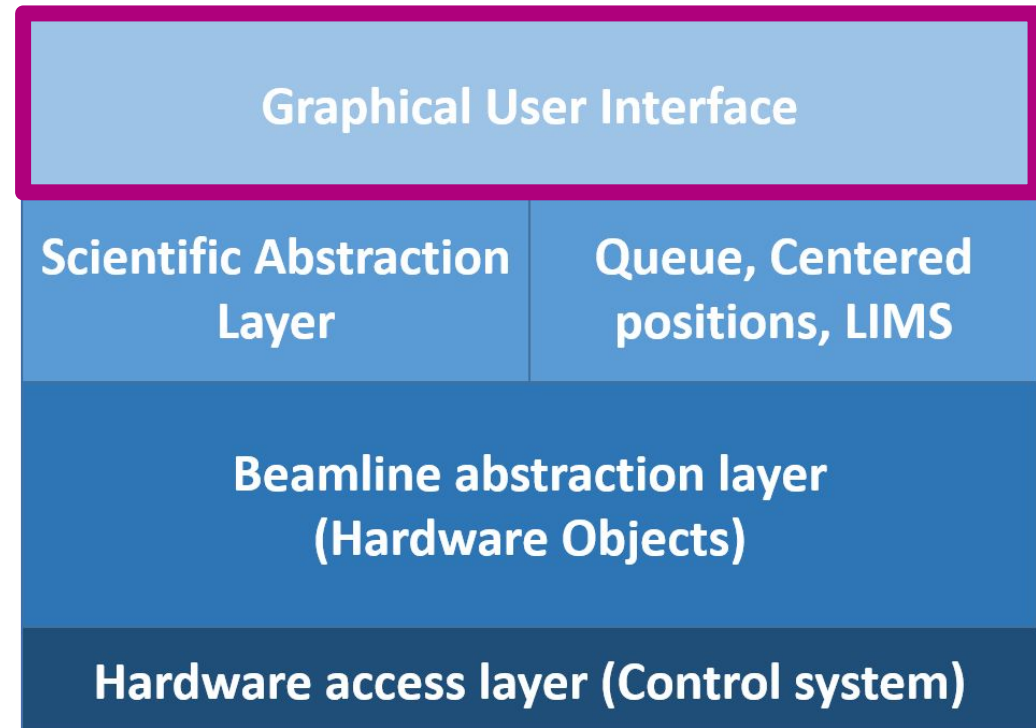 Graphical User Interface
Scientific Abstraction
Layer
Queue, Centered
positions, LIMS
Beamline abstraction layer
(Hardware Objects)
Hardware access layer (Control system)